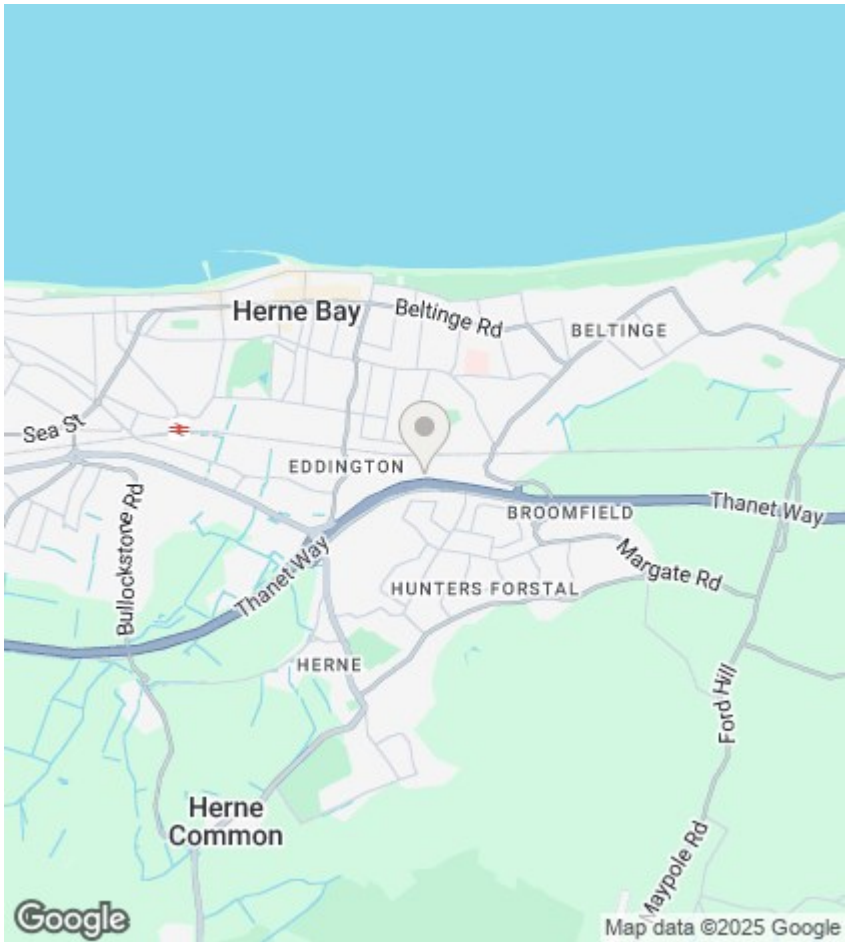 Herne Bay
Beltinge Rd
BELTINGE
Sea St
EDDINGTON
Thanet Way
BROOMFIELD
Bullockstone Rd
Thanet Way
Margate Rd
HUNTERS FORSTAL
HERNE
Ford Hill
Herne
Common
Maypole Rd
Google
Map data ©2025 Google